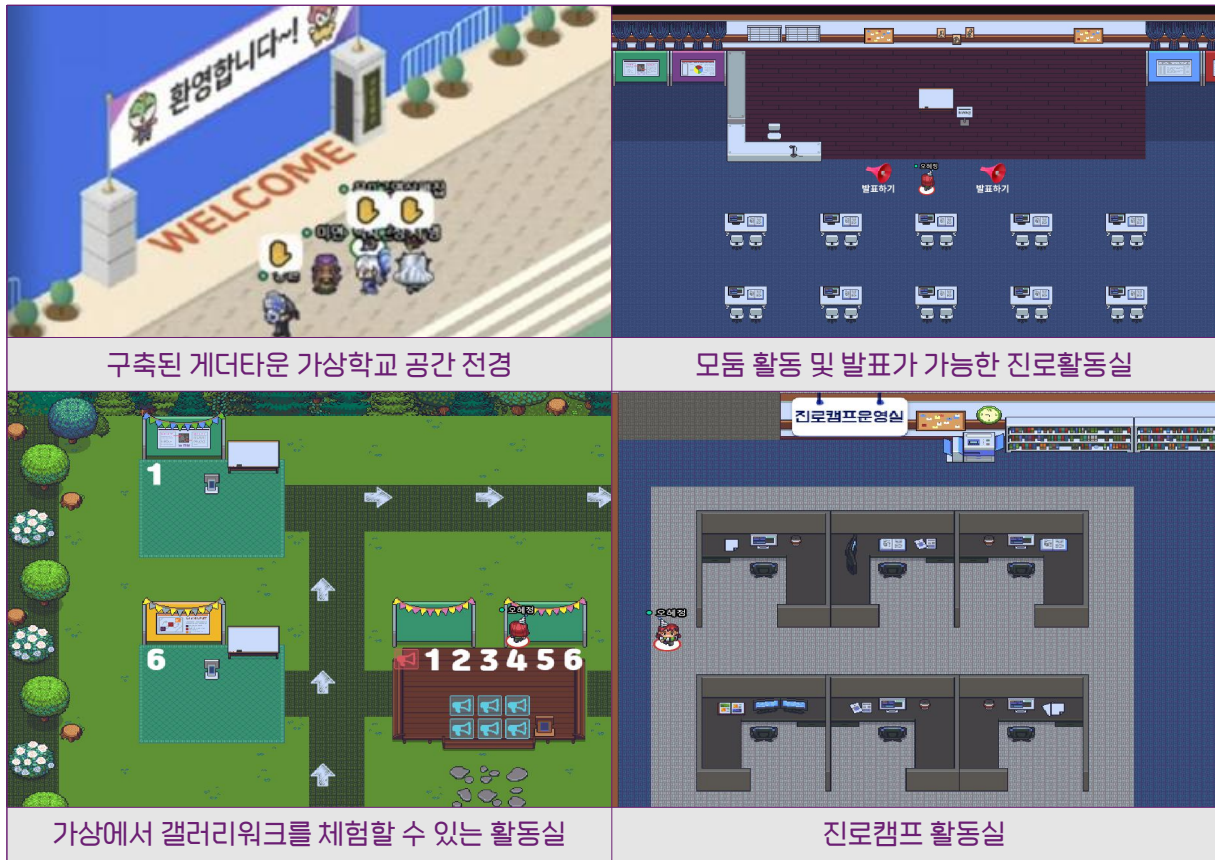 환영합니다~!
WELCOME
발표하기
오혜정
발표하기
구축된 게더타운 가상학교 공간 전경
모둠 활동 및 발표가 가능한 진로활동실
1
6
오혜정
1 2 3 4 5 6
진로캠프운영실
오혜정
가상에서 갤러리워크를 체험할 수 있는 활동실
진로캠프 활동실